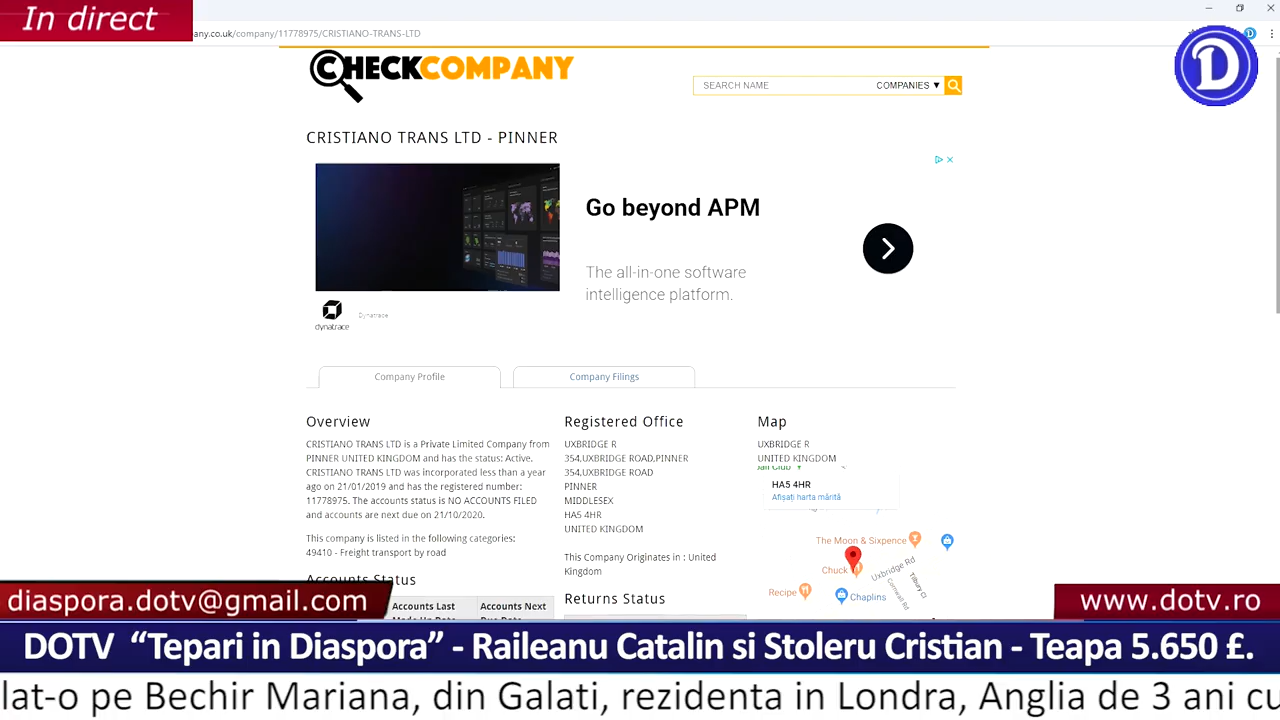 In direct
any.co.uk/company/11778975/CRISTIANO-TRANS-LTD
CHECKCOMPANY
SEARCH NAME
COMPANIES ▼
CRISTIANO TRANS LTD - PINNER
Go beyond APM
The all-in-one software
intelligence platform.
dynatrace
Dynatrace
Company Profile
Company Filings
Overview
CRISTIANO TRANS LTD is a Private Limited Company from
PINNER UNITED KINGDOM and has the status: Active.
CRISTIANO TRANS LTD was incorporated less than a year
ago on 21/01/2019 and has the registered number:
11778975. The accounts status is NO ACCOUNTS FILED
and accounts are next due on 21/10/2020.
This company is listed in the following categories:
49410 - Freight transport by road
Accounts Status
Accounts Last
Accounts Next
Registered Office
UXBRIDGE R
354,UXBRIDGE ROAD,PINNER
354,UXBRIDGE ROAD
PINNER
MIDDLESEX
HA5 4HR
UNITED KINGDOM
This Company Originates in : United
Kingdom
Returns Status
Map
UXBRIDGE R
UNITED KINGDOM
HA5 4HR
Afișați harta mărită
The Moon & Sixpence
Chuck
Uxbridge Rd
Tilbury Cl
Cornwall Rd
Recipe
Chaplins
diaspora.dotv@gmail.com
www.dotv.ro
DOTV “Tepari in Diaspora” - Raileanu Catalin si Stoleru Cristian - Teapa 5.650 £.
lat-o pe Bechir Mariana, din Galati, rezidenta in Londra, Anglia de 3 ani cu